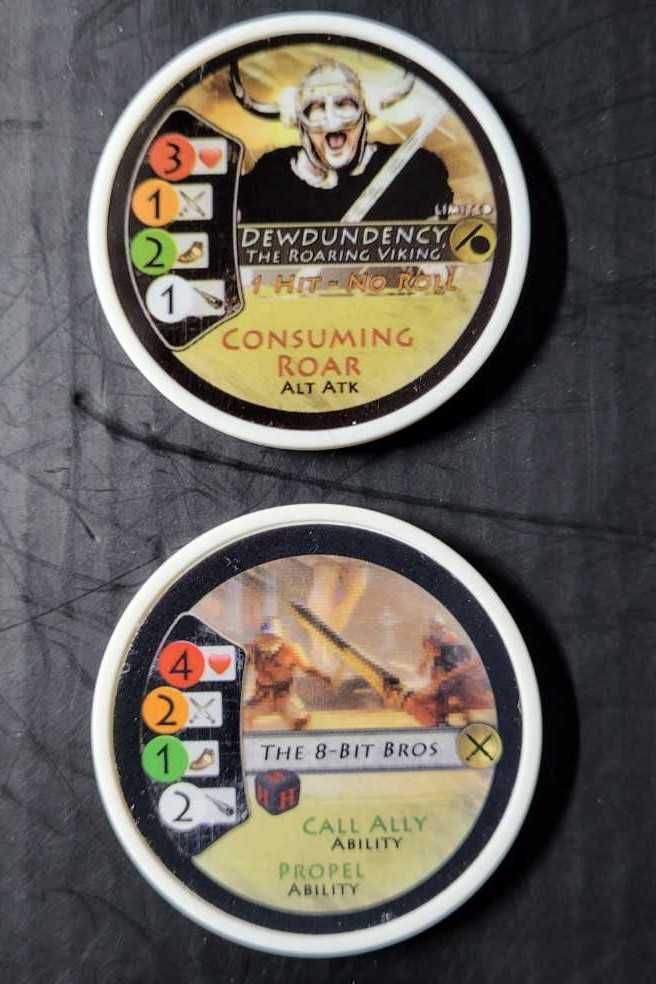 3
1
2
1
LIMITED
DEWDUNDENCY
THE ROARING VIKING
1 HIT - NO ROLL
CONSUMING
ROAR
ALT ATK
4
2
1
2
THE 8-BIT BROS
H H
CALL ALLY
ABILITY
PROPEL
ABILITY